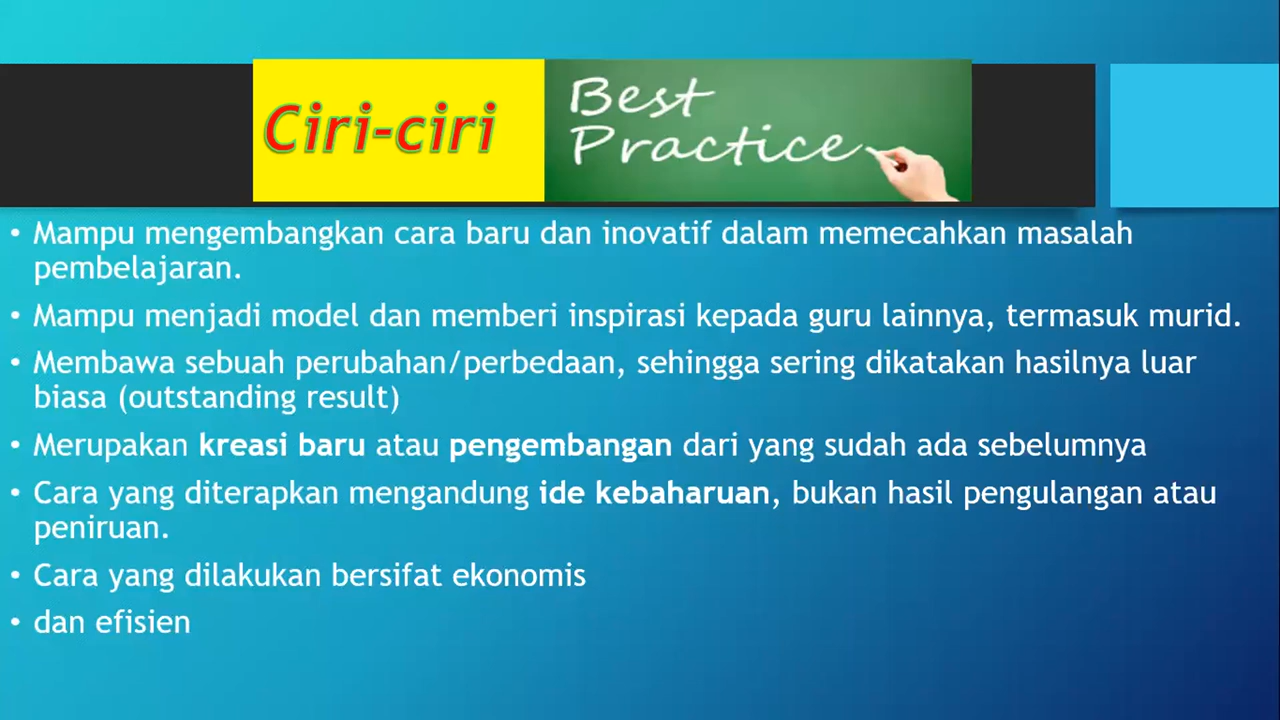 Ciri-ciri
Best
Practice
• Mampu mengembangkan cara baru dan inovatif dalam memecahkan masalah
pembelajaran.
• Mampu menjadi model dan memberi inspirasi kepada guru lainnya, termasuk murid.
• Membawa sebuah perubahan/perbedaan, sehingga sering dikatakan hasilnya luar
biasa (outstanding result)
• Merupakan kreasi baru atau pengembangan dari yang sudah ada sebelumnya
• Cara yang diterapkan mengandung ide kebaharuan, bukan hasil pengulangan atau
peniruan.
• Cara yang dilakukan bersifat ekonomis
• dan efisien